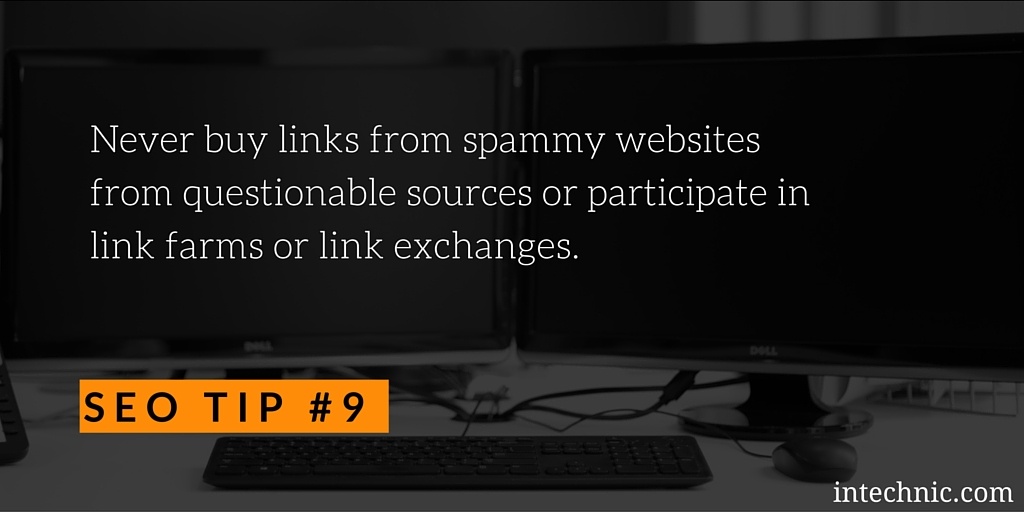 Never buy links from spammy websites
from questionable sources or participate in
link farms or link exchanges.
DELL
DELL
SEO TIP #9
intechnic.com